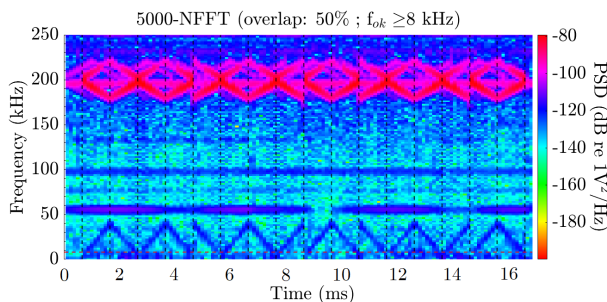 5000-NFFT (overlap: 50% ; fok ≥8 kHz)
250
200
150
100
50
0
Frequency (kHz)
0 2 4 6 8 10 12 14 16
Time (ms)
-80
-100
-120
-140
-160
-180
PSD (dB re 1V²/Hz)